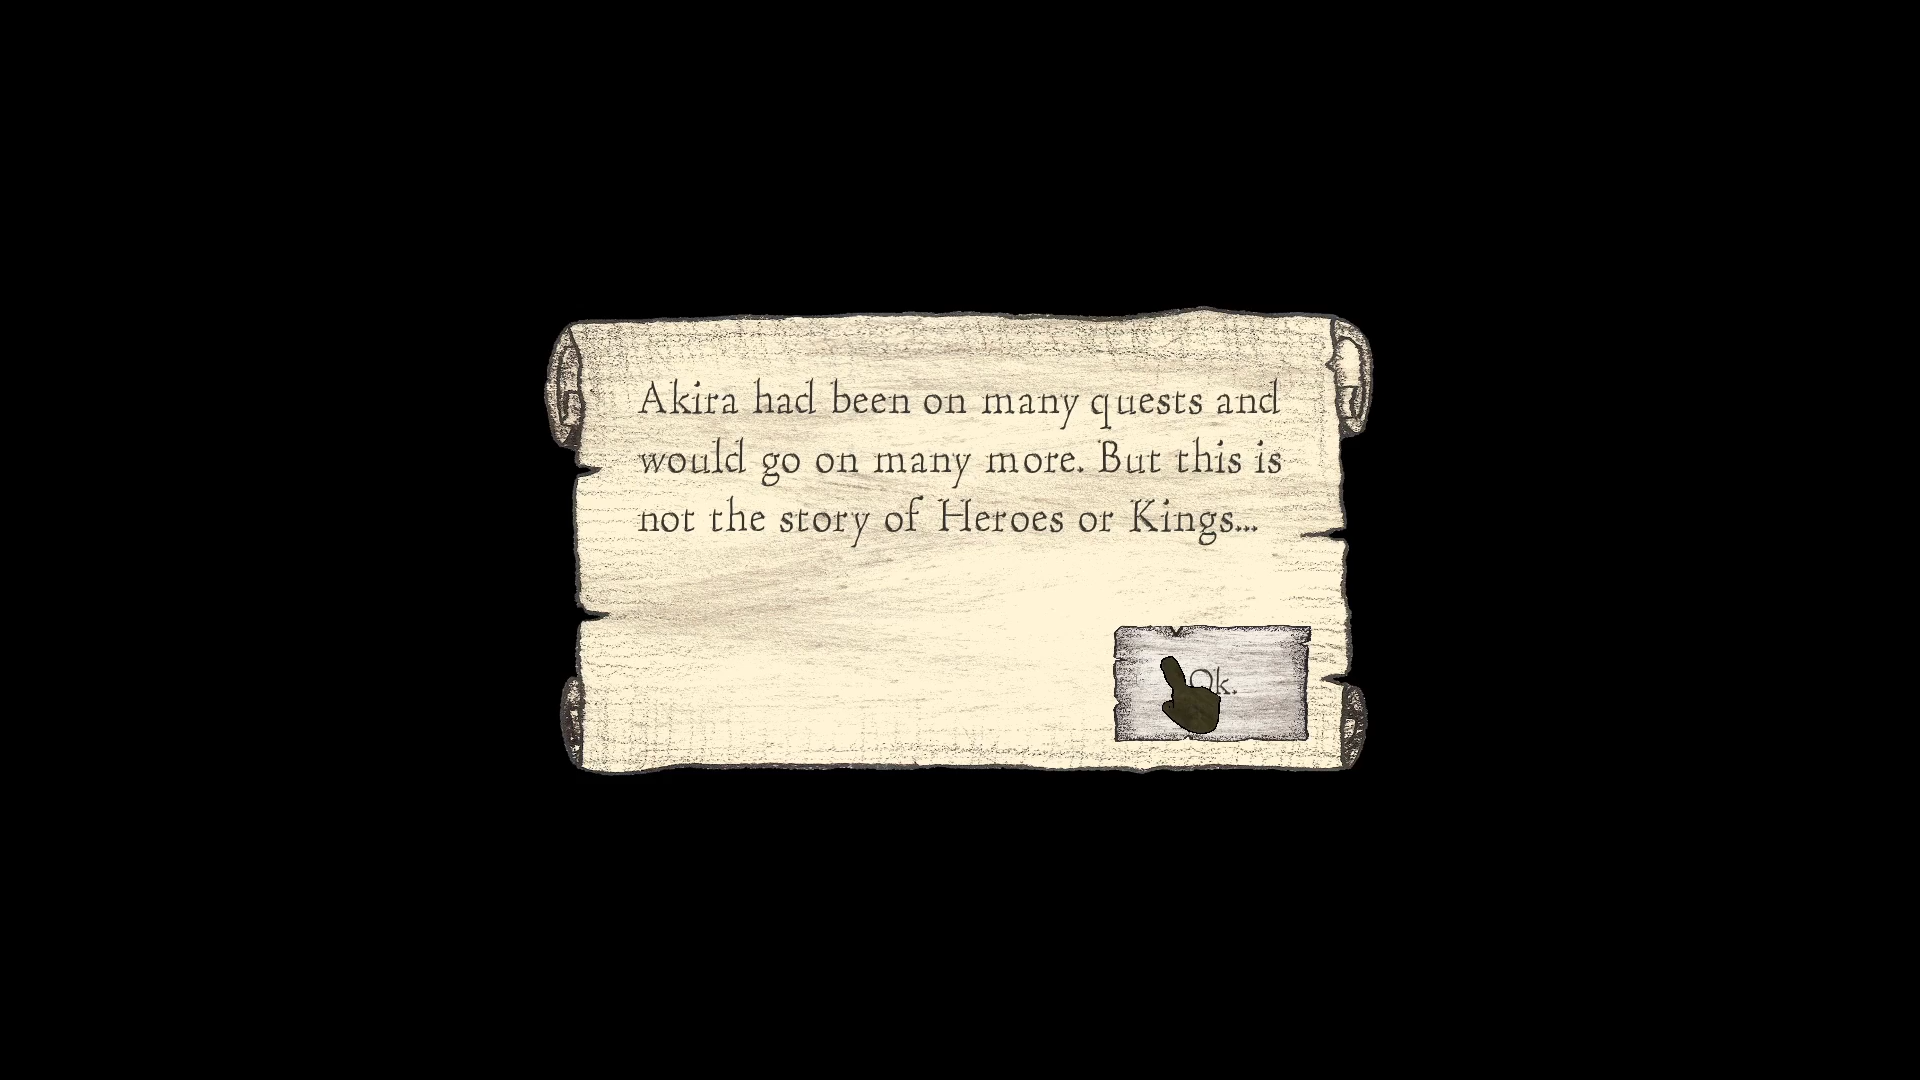 Akira had been on many quests and
would go on many more. But this is
not the story of Heroes or Kings...
Ok.